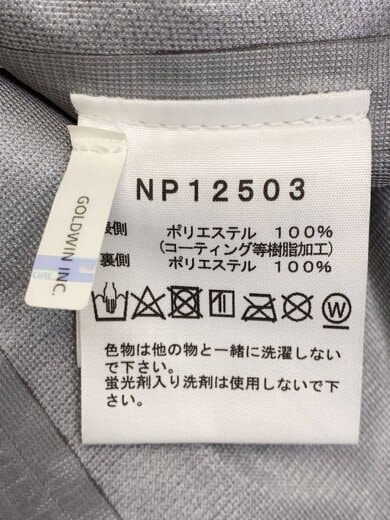 NP12503
表側 ポリエステル 100%
(コーティング等樹脂加工)
裏側 ポリエステル 100%
W
色物は他の物と一緒に洗濯しない
で下さい。
蛍光剤入り洗剤は使用しないで下
さい。
GOLDWIN INC.